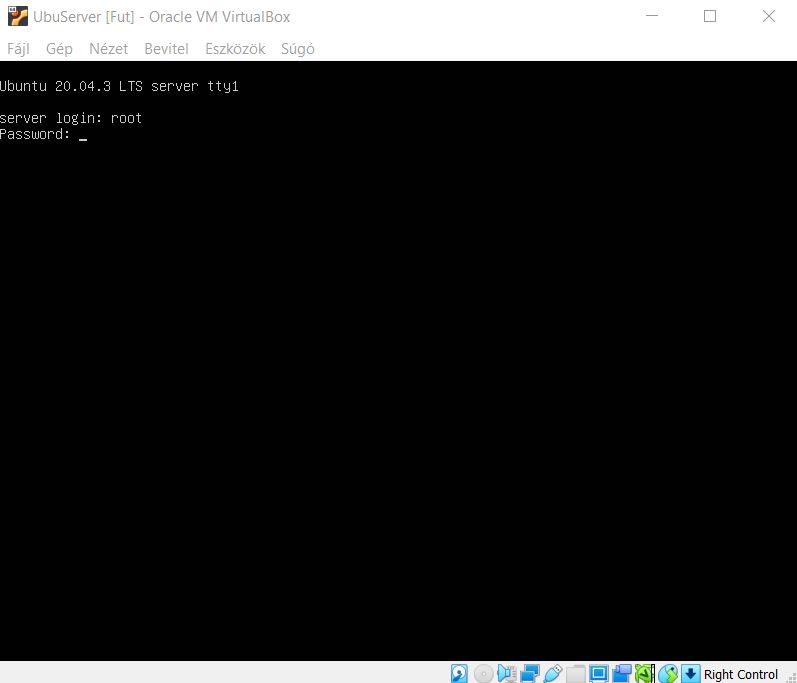 UbuServer [Fut] - Oracle VM VirtualBox
Fájl Gép Nézet Bevitel Eszközök Súgó
Ubuntu 20.04.3 LTS server tty1
server login: root
Password: _
Right Control